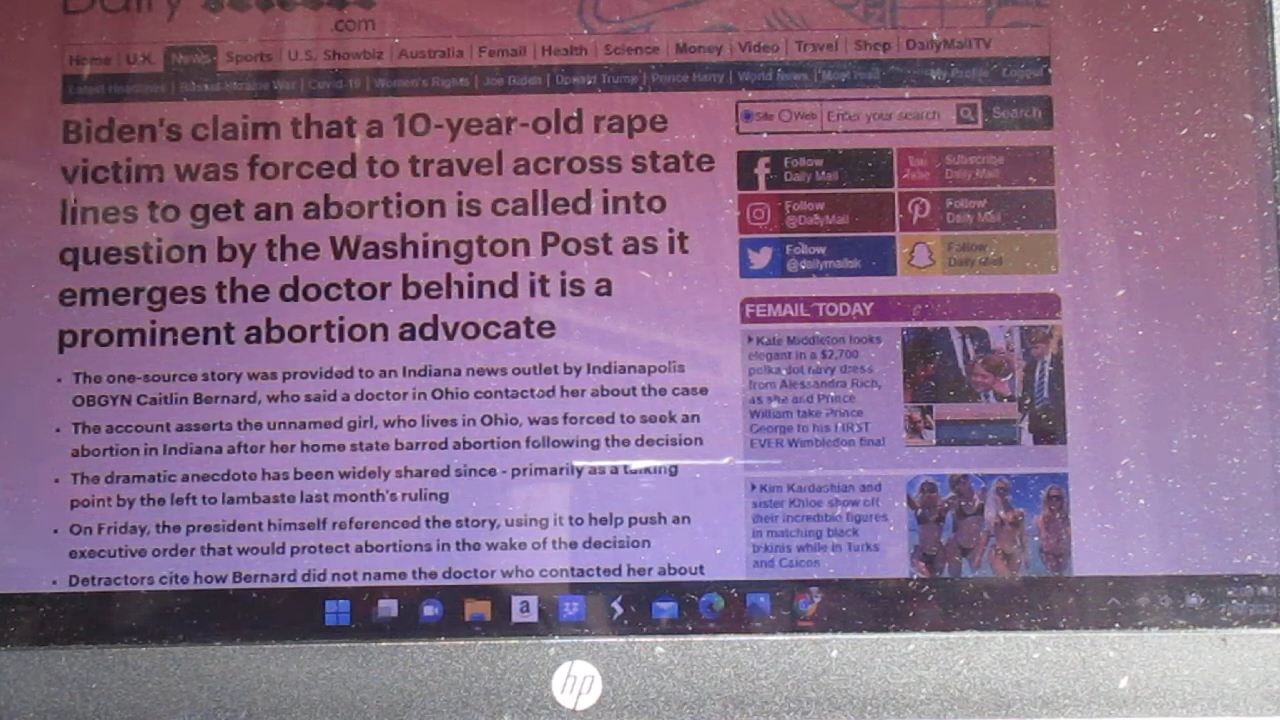 Daily
.com
Home U.K. News Sports U.S. Showbiz Australia Femail Health Science Money Video Travel Shop DailyMailTV
Latest Headlines Russia-Ukraine War Covid-19 Women's Rights Joe Biden Donald Trump Prince Harry World News Most read My Profile Logout
Biden's claim that a 10-year-old rape
victim was forced to travel across state
lines to get an abortion is called into
question by the Washington Post as it
emerges the doctor behind it is a
prominent abortion advocate
The one-source story was provided to an Indiana news outlet by Indianapolis
OBGYN Caitlin Bernard, who said a doctor in Ohio contacted her about the case
The account asserts the unnamed girl, who lives in Ohio, was forced to seek an
abortion in Indiana after her home state barred abortion following the decision
The dramatic anecdote has been widely shared since - primarily as a talking
point by the left to lambaste last month's ruling
On Friday, the president himself referenced the story, using it to help push an
executive order that would protect abortions in the wake of the decision
Detractors cite how Bernard did not name the doctor who contacted her about
Site Web Enter your search Search
Follow
Daily Mail
Subscribe
Daily Mail
Follow
@DailyMail
Follow
Daily Mail
Follow
@dailymailuk
Follow
Daily Mail
FEMAIL TODAY
Kate Middleton looks
elegant in a $2,700
polka dot navy dress
from Alessandra Rich,
as she and Prince
William take Prince
George to his FIRST
EVER Wimbledon final
Kim Kardashian and
sister Khloe show off
their incredible figures
in matching black
bikinis while in Turks
and Caicos
a
hp